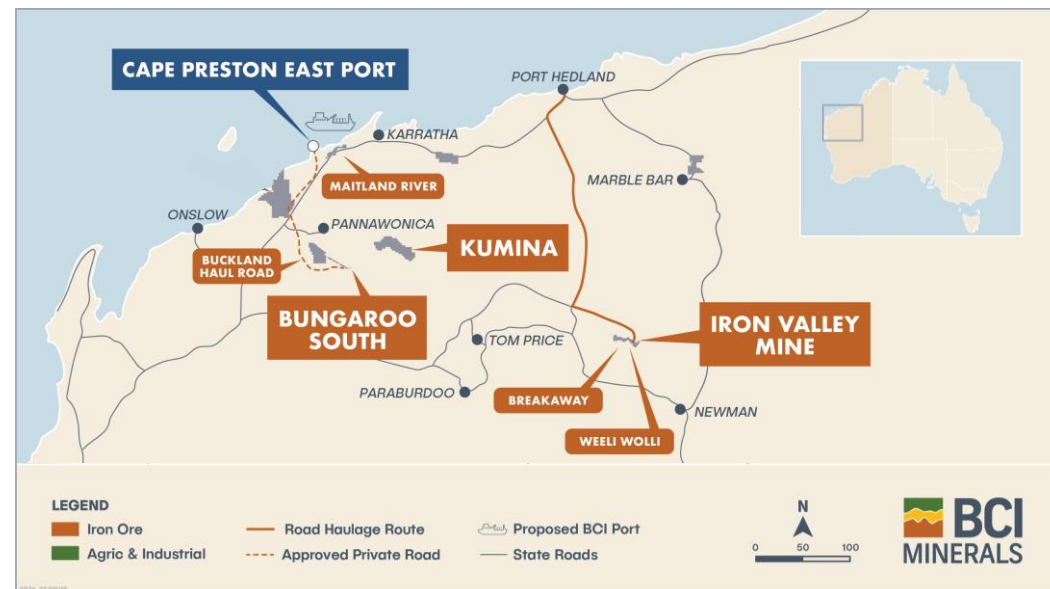 CAPE PRESTON EAST PORT
PORT HEDLAND
KARRATHA
MAITLAND RIVER
MARBLE BAR
ONSLOW
PANNAWONICA
KUMINA
BUCKLAND
HAUL ROAD
BUNGAROO
SOUTH
IRON VALLEY
MINE
TOM PRICE
PARABURDOO
BREAKAWAY
NEWMAN
WEELI WOLLI
LEGEND
Iron Ore
Road Haulage Route
Proposed BCI Port
Agric & Industrial
Approved Private Road
State Roads
N
0 50 100
BCI
MINERALS